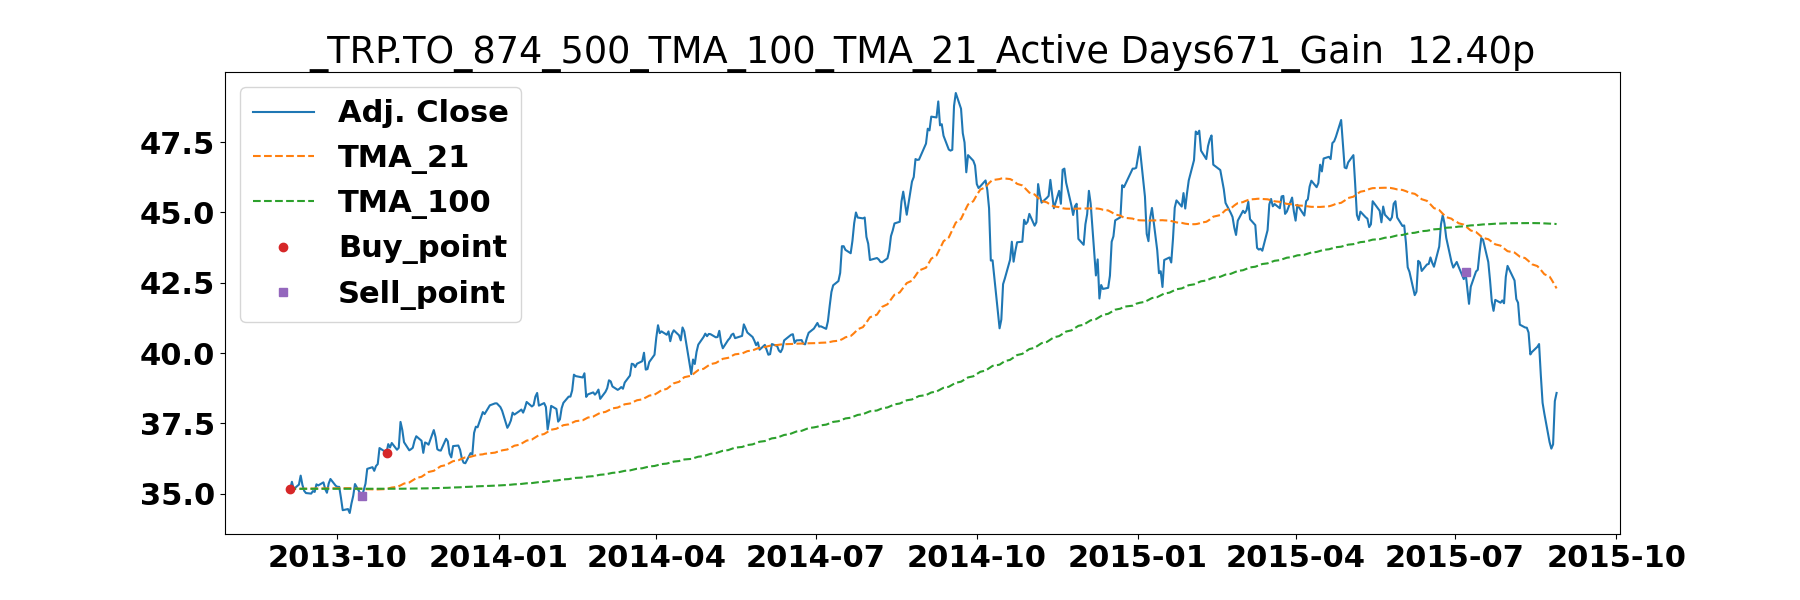 _TRP.TO_874_500_TMA_100_TMA_21_Active Days671_Gain  12.40p
Adj. Close
TMA_21
TMA_100
Buy_point
Sell_point
47.5
45.0
42.5
40.0
37.5
35.0
2013-10 2014-01 2014-04 2014-07 2014-10 2015-01 2015-04 2015-07 2015-10